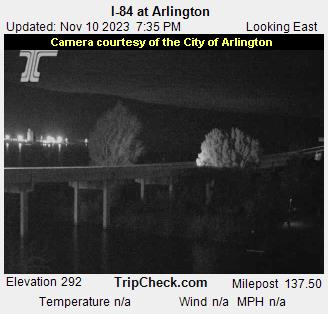 I-84 at Arlington
Updated: Nov 10 2023 7:35 PM Looking East
Camera courtesy of the City of Arlington
Elevation 292 TripCheck.com Milepost 137.50
Temperature n/a Wind n/a MPH n/a